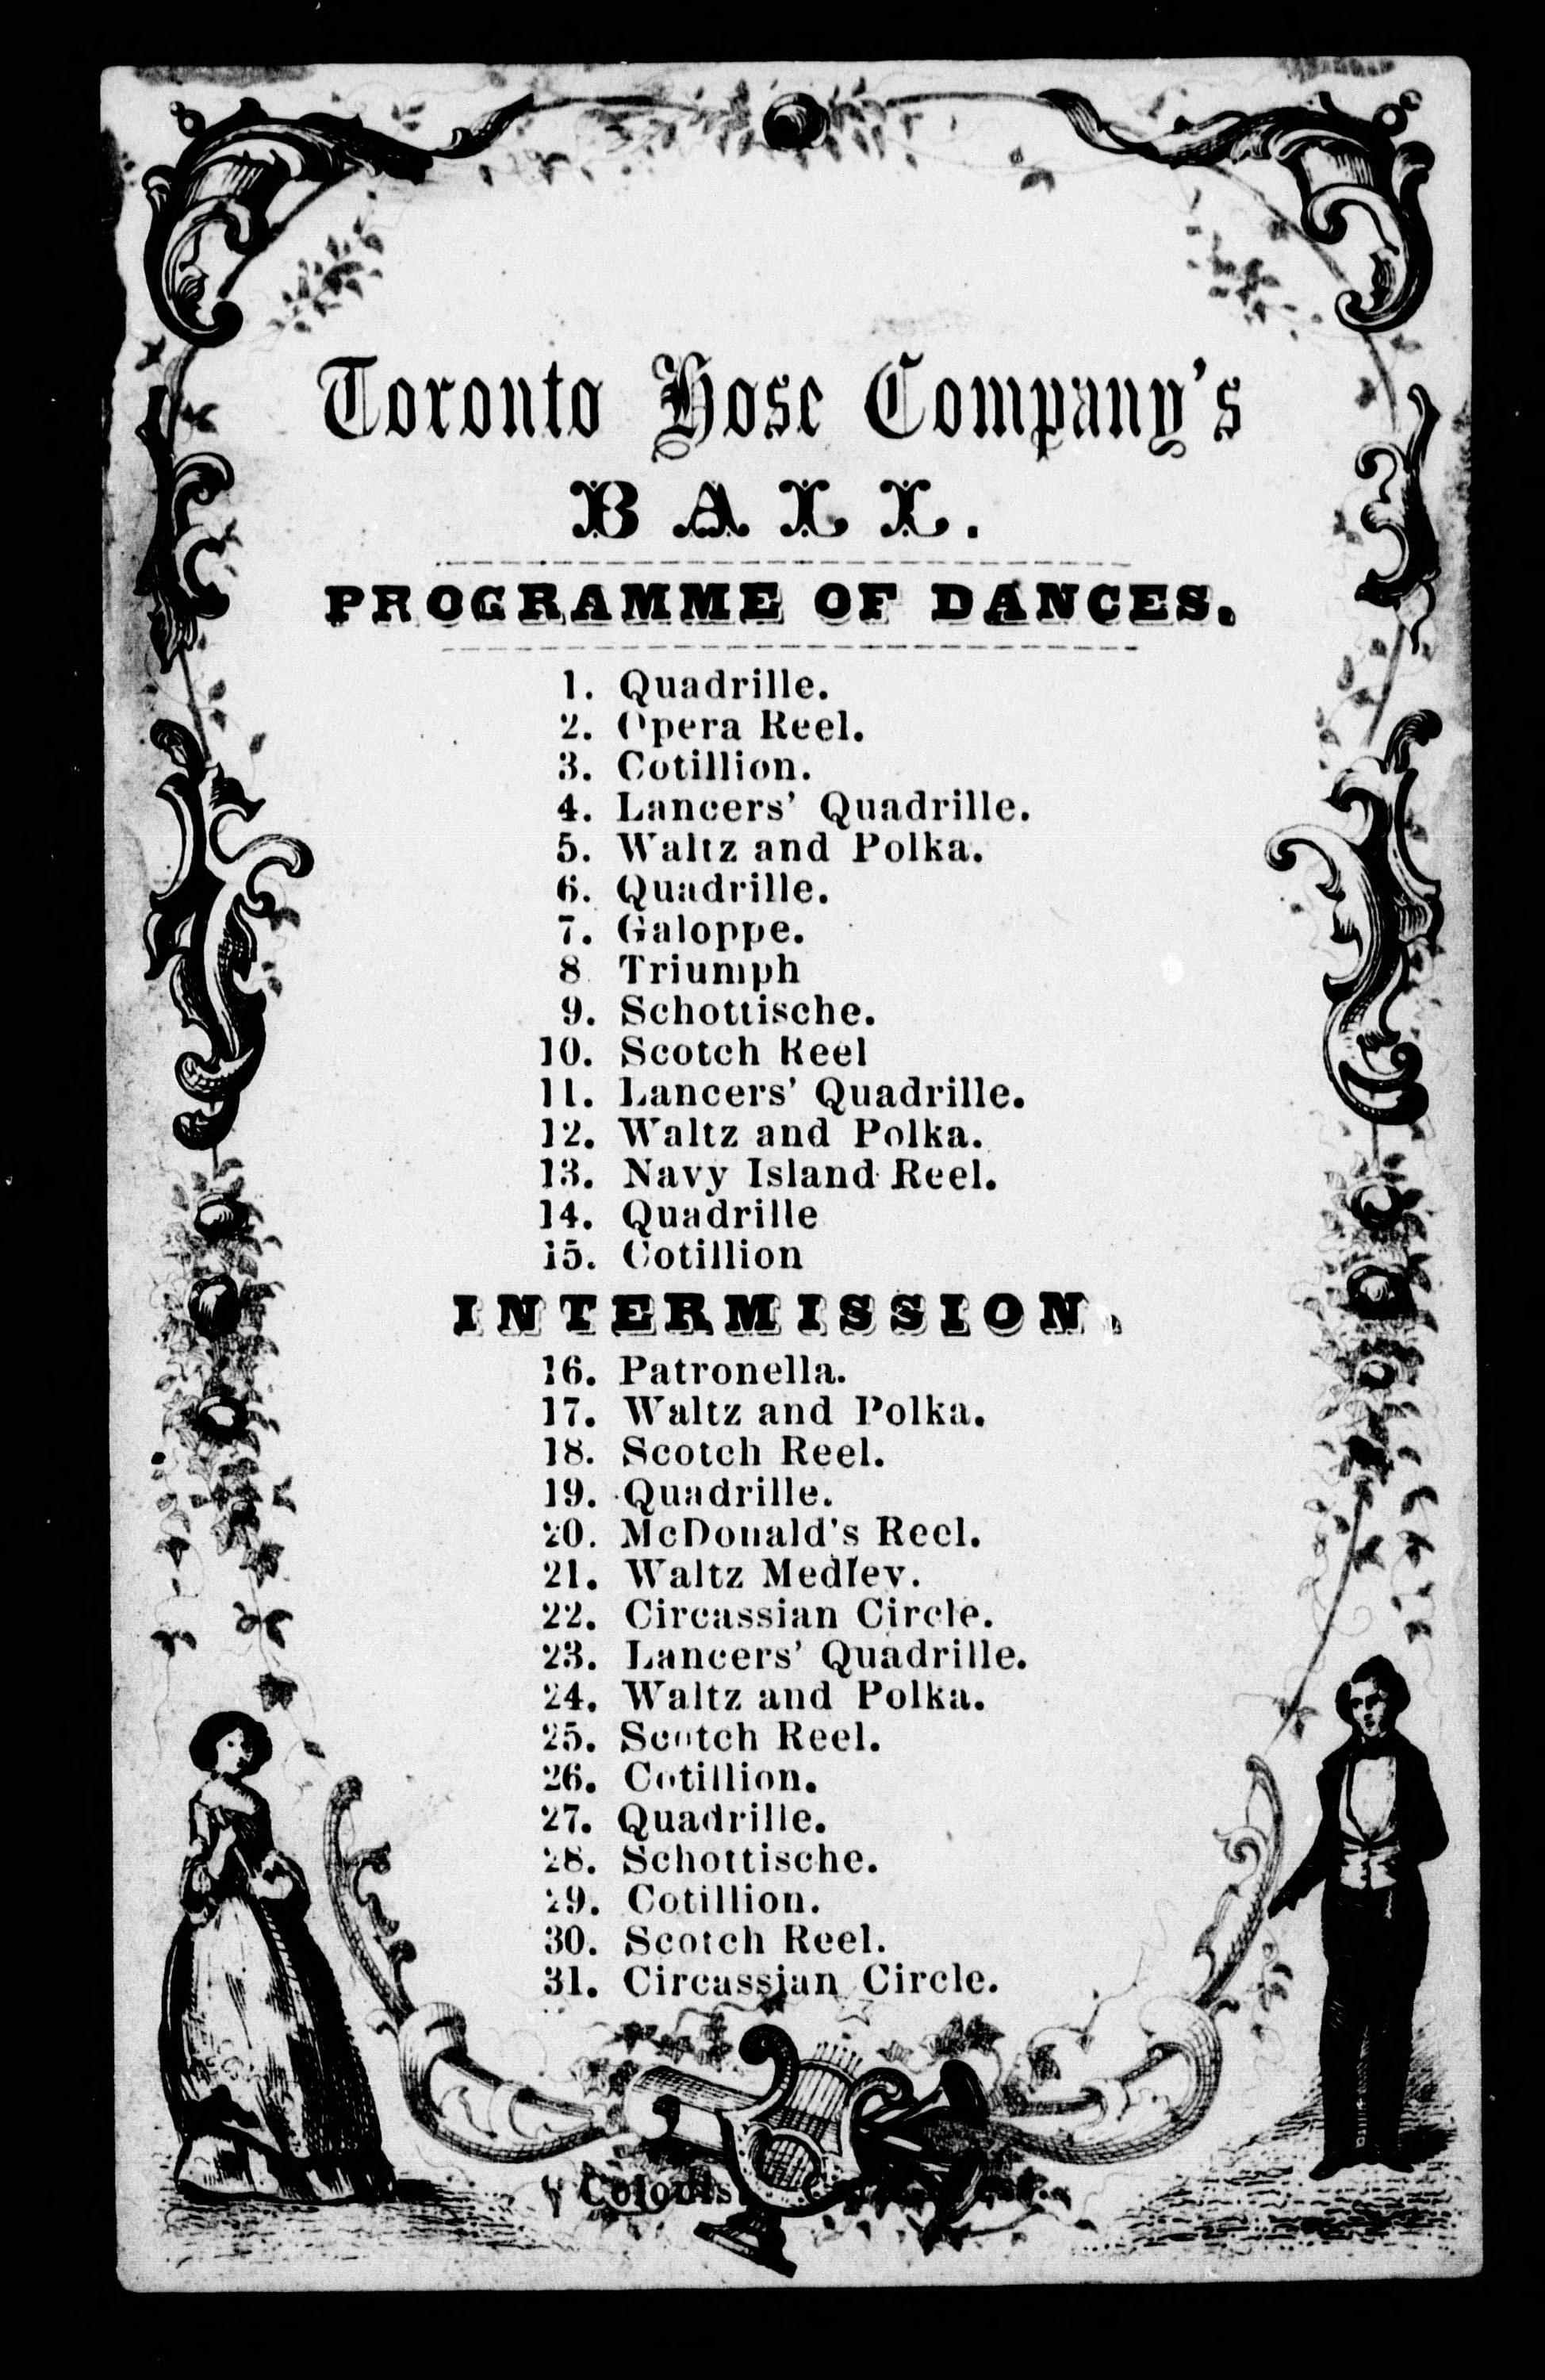 Toronto Hose Company's
BALL.
PROGRAMME OF DANCES.
1. Quadrille.
2. Opera Reel.
3. Cotillion.
4. Lancers' Quadrille.
5. Waltz and Polka.
6. Quadrille.
7. Galoppe.
8 Triumph
9. Schottische.
10. Scotch Reel
11. Lancers' Quadrille.
12. Waltz and Polka.
13. Navy Island Reel.
14. Quadrille
15. Cotillion
INTERMISSION.
16. Patronella.
17. Waltz and Polka.
18. Scotch Reel.
19. Quadrille.
20. McDonald's Reel.
21. Waltz Medley.
22. Circassian Circle.
23. Lancers' Quadrille.
24. Waltz and Polka.
25. Scotch Reel.
26. Cotillion.
27. Quadrille.
28. Schottische.
29. Cotillion.
30. Scotch Reel.
31. Circassian Circle.